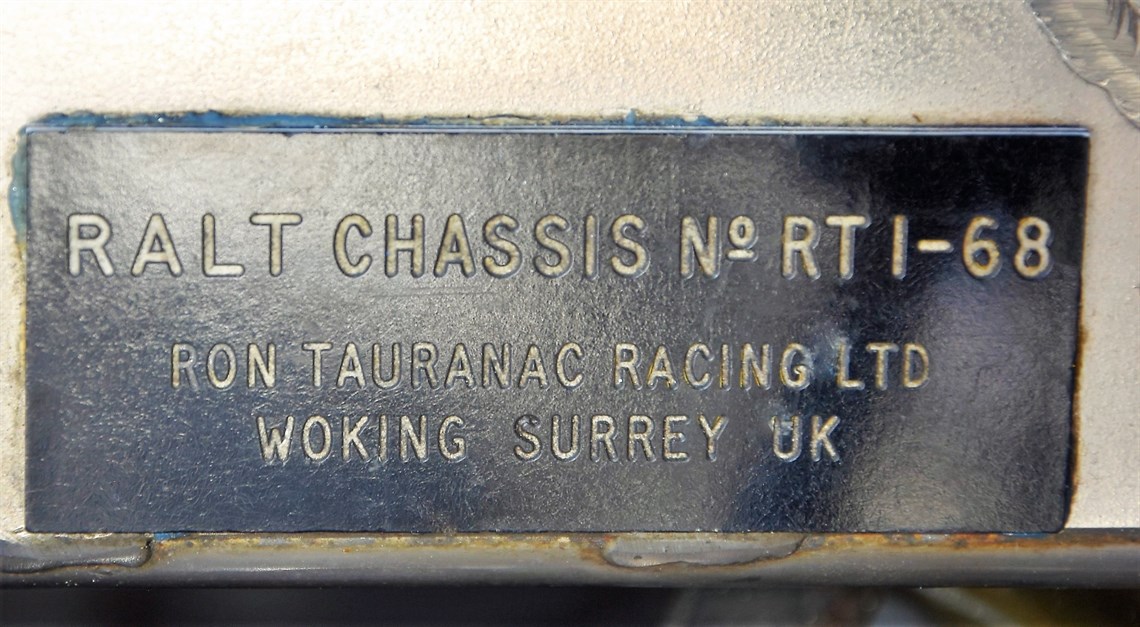 RALT CHASSIS Nº RT1-68
RON TAURANAC RACING LTD
WOKING SURREY UK